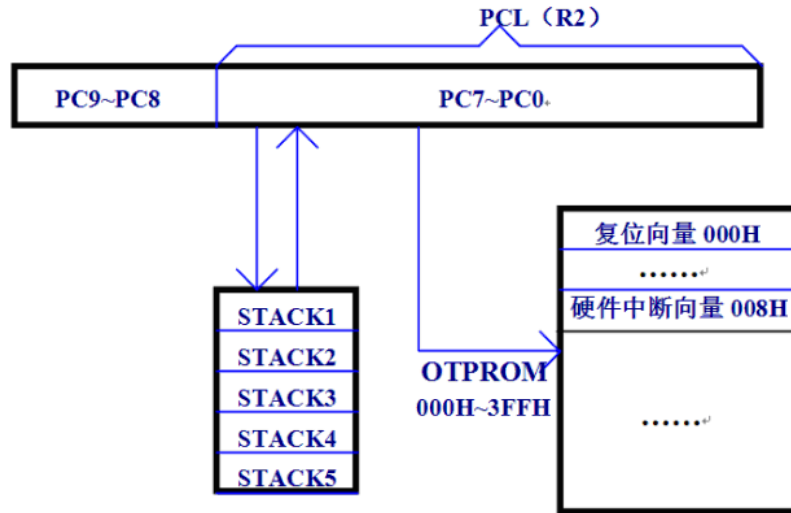 PCL（R2）
PC9~PC8
PC7~PC0
复位向量 000H
……
硬件中断向量 008H
STACK1
STACK2
STACK3
STACK4
STACK5
OTPROM
000H~3FFH
……